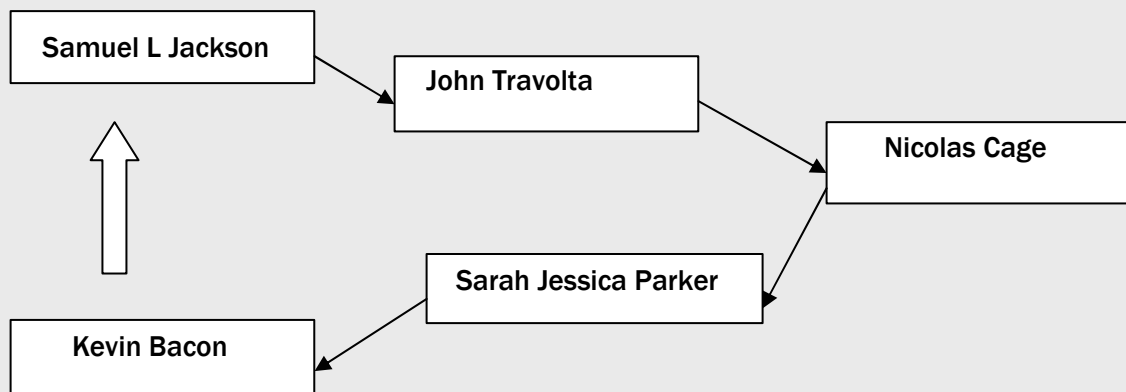 Samuel L Jackson
John Travolta
Nicolas Cage
Sarah Jessica Parker
Kevin Bacon